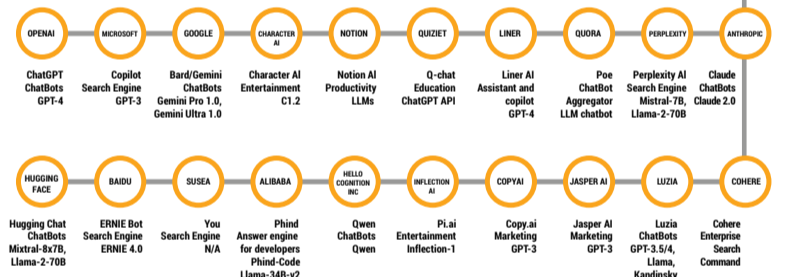 OPENAI
MICROSOFT
GOOGLE
CHARACTER
AI
NOTION
QUIZIET
LINER
QUORA
PERPLEXITY
ANTHROPIC
ChatGPT
ChatBots
GPT-4
Copilot
Search Engine
GPT-3
Bard/Gemini
ChatBots
Gemini Pro 1.0,
Gemini Ultra 1.0
Character AI
Entertainment
C1.2
Notion AI
Productivity
LLMs
Q-chat
Education
ChatGPT API
Liner AI
Assistant and
copilot
GPT-4
Poe
ChatBot
Aggregator
LLM chatbot
Perplexity AI
Search Engine
Mistral-7B,
Llama-2-70B
Claude
ChatBots
Claude 2.0
HUGGING
FACE
BAIDU
SUSEA
ALIBABA
HELLO
COGNITION
INC
INFLECTION
AI
COPYAI
JASPER AI
LUZIA
COHERE
Hugging Chat
ChatBots
Mixtral-8x7B,
Llama-2-70B
ERNIE Bot
Search Engine
ERNIE 4.0
You
Search Engine
N/A
Phind
Answer engine
for developers
Phind-Code
Llama-34B-v2
Qwen
ChatBots
Qwen
Pi.ai
Entertainment
Inflection-1
Copy.ai
Marketing
GPT-3
Jasper AI
Marketing
GPT-3
Luzia
ChatBots
GPT-3.5/4,
Llama,
Kandinsky
Cohere
Enterprise
Search
Command